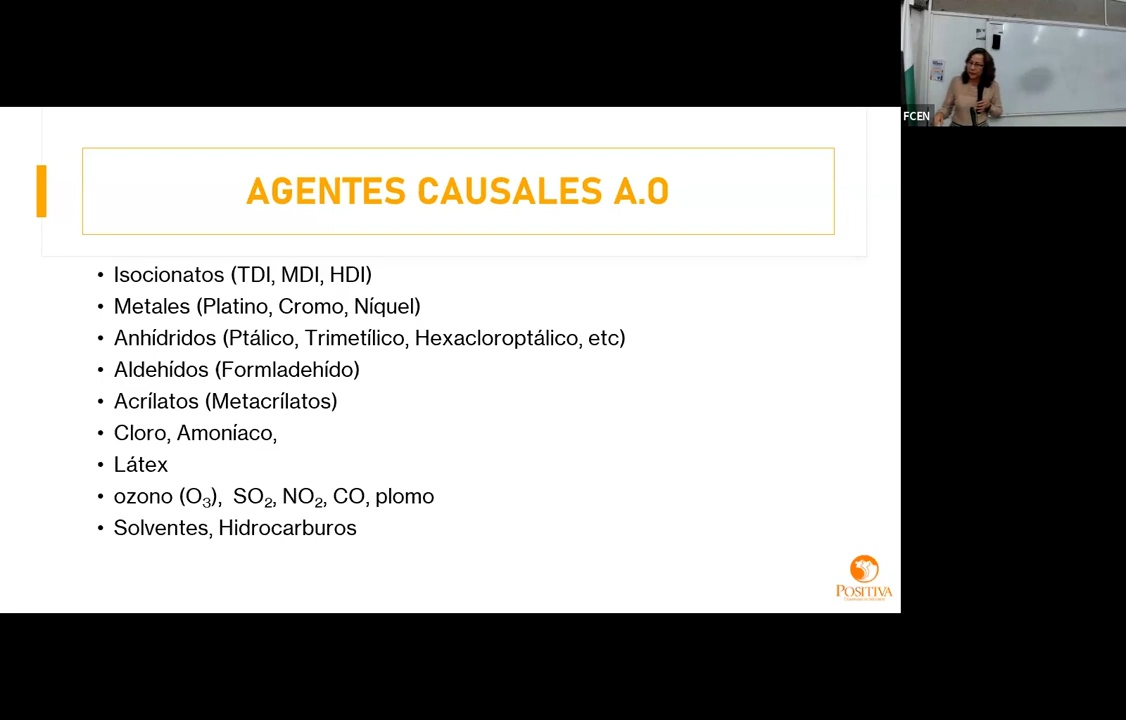 FCEN
AGENTES CAUSALES A.O
• Isocionatos (TDI, MDI, HDI)
• Metales (Platino, Cromo, Níquel)
• Anhídridos (Ptálico, Trimetílico, Hexacloroptálico, etc)
• Aldehídos (Formladehído)
• Acrílatos (Metacrílatos)
• Cloro, Amoníaco,
• Látex
• ozono (O₃), SO₂, NO₂, CO, plomo
• Solventes, Hidrocarburos
POSITIVA